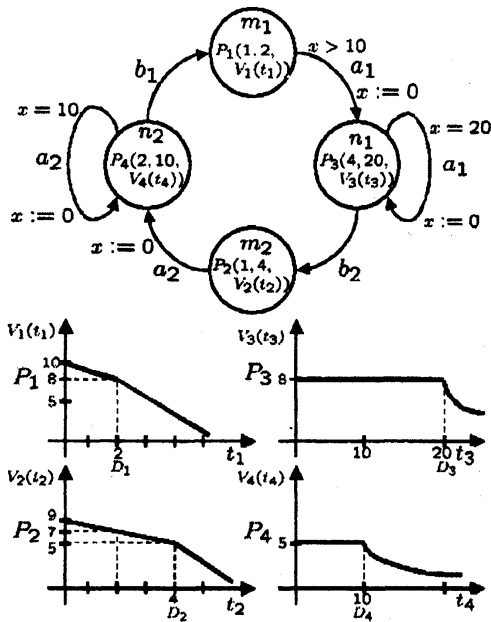 m1
P1(1,2,
V1(t1))
x>10
a1
x:=0
b1
x=10
a2
x:=0
n2
P4(2,10,
V4(t4))
n1
P3(4,20,
V3(t3))
x=20
a1
x:=0
x:=0
a2
m2
P2(1,4,
V2(t2))
b2
V1(t1)
10
P1
8
5
2
D1
t1
V3(t3)
P3
8
10
20
D3
t3
V2(t2)
9
P2
7
5
4
D2
t2
V4(t4)
P4
5
10
D4
t4